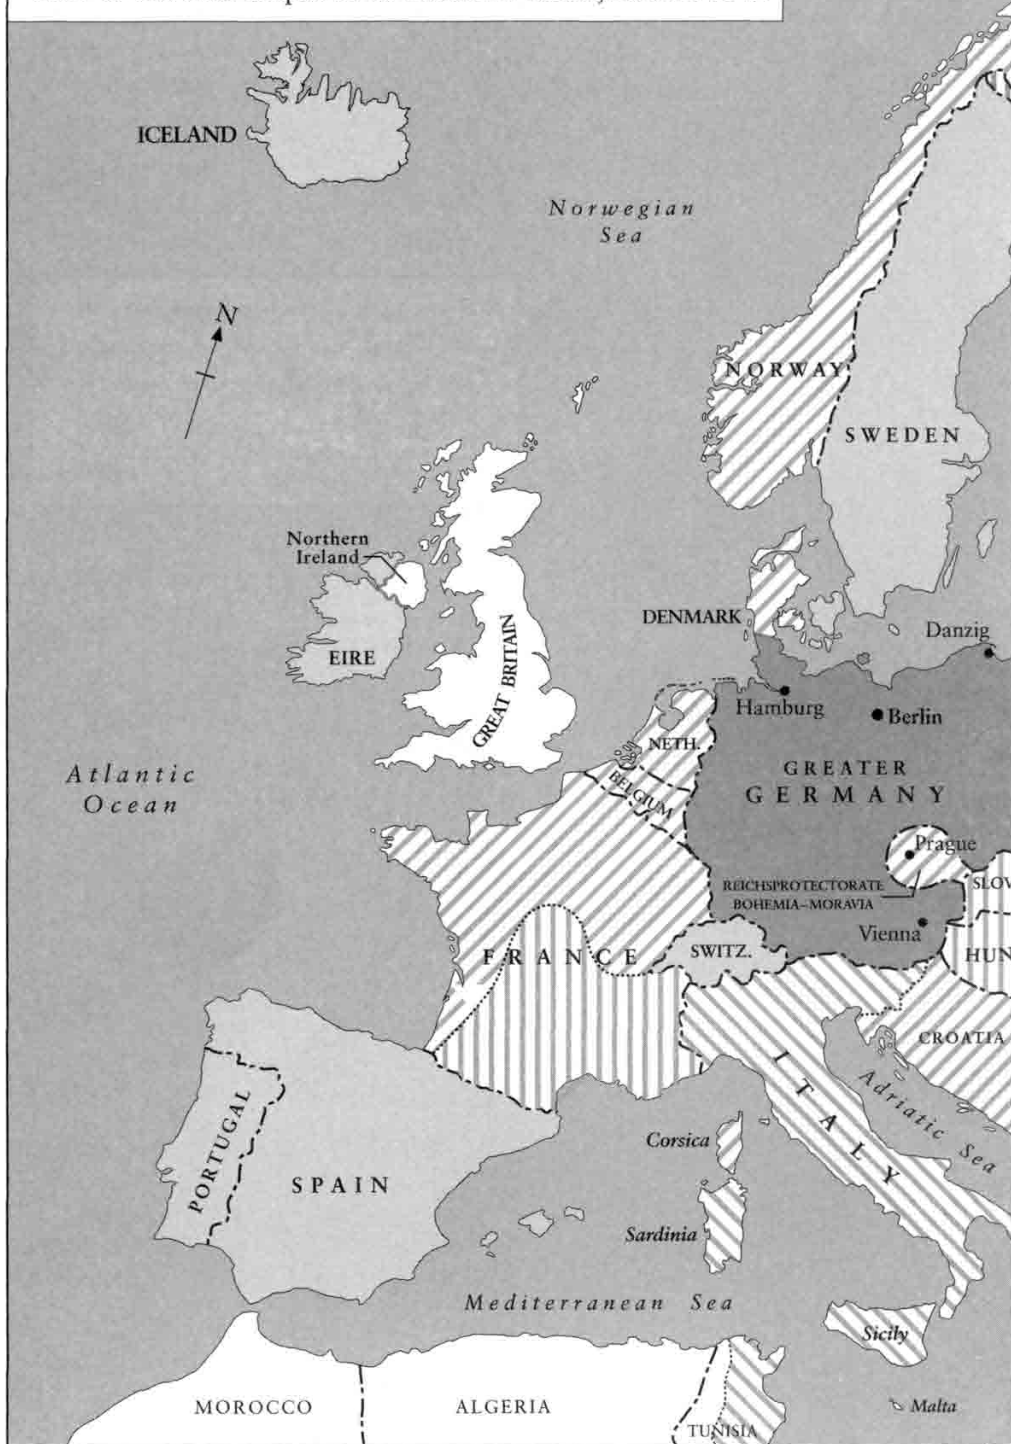 ICELAND
Norwegian
Sea
N
NORWAY
SWEDEN
Northern
Ireland
EIRE
GREAT BRITAIN
DENMARK
Danzig
Hamburg
Berlin
NETH.
BELGIUM
Atlantic
Ocean
GREATER
GERMANY
Prague
REICHSPROTECTORATE
BOHEMIA–MORAVIA
SLOV
Vienna
HUN
FRANCE
SWITZ.
CROATIA
ITALY
Adriatic Sea
PORTUGAL
SPAIN
Corsica
Sardinia
Mediterranean Sea
Sicily
MOROCCO
ALGERIA
TUNISIA
Malta